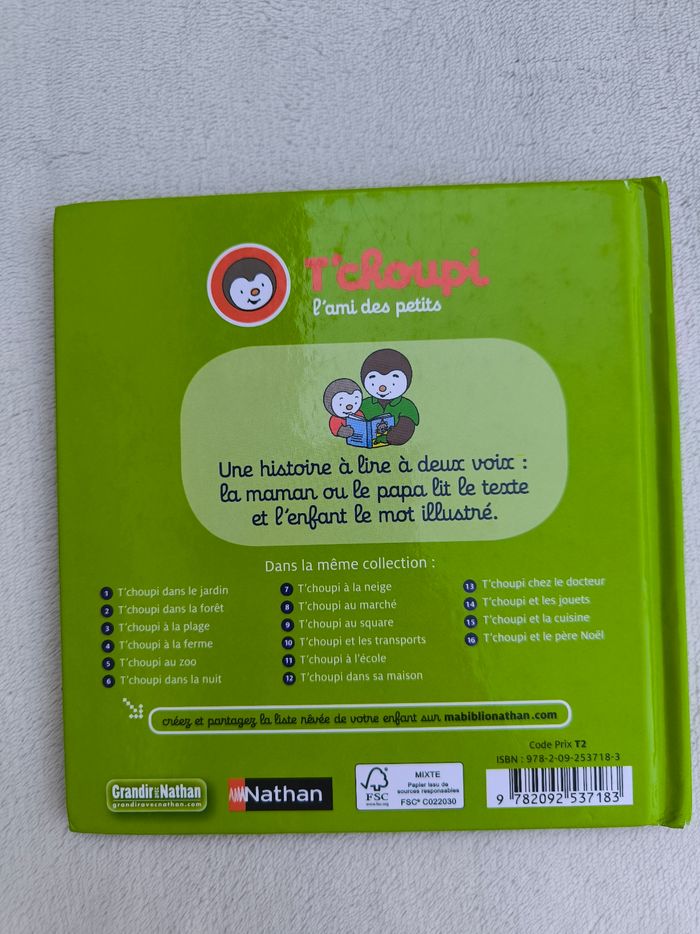 T'choupi
l'ami des petits
Une histoire à lire à deux voix :
la maman ou le papa lit le texte
et l'enfant le mot illustré.
Dans la même collection :
1 T'choupi dans le jardin
2 T'choupi dans la forêt
3 T'choupi à la plage
4 T'choupi à la ferme
5 T'choupi au zoo
6 T'choupi dans la nuit
7 T'choupi à la neige
8 T'choupi au marché
9 T'choupi au square
10 T'choupi et les transports
11 T'choupi à l'école
12 T'choupi dans sa maison
13 T'choupi chez le docteur
14 T'choupi et les jouets
15 T'choupi et la cuisine
16 T'choupi et le père Noël
créez et partagez la liste rêvée de votre enfant sur mabiblionathan.com
Code Prix T2
ISBN : 978-2-09-253718-3
Grandir avec Nathan
grandiravecnathan.com
Nathan
FSC
www.fsc.org
MIXTE
Papier issu de
sources responsables
FSC® C022030
9 782092 537183